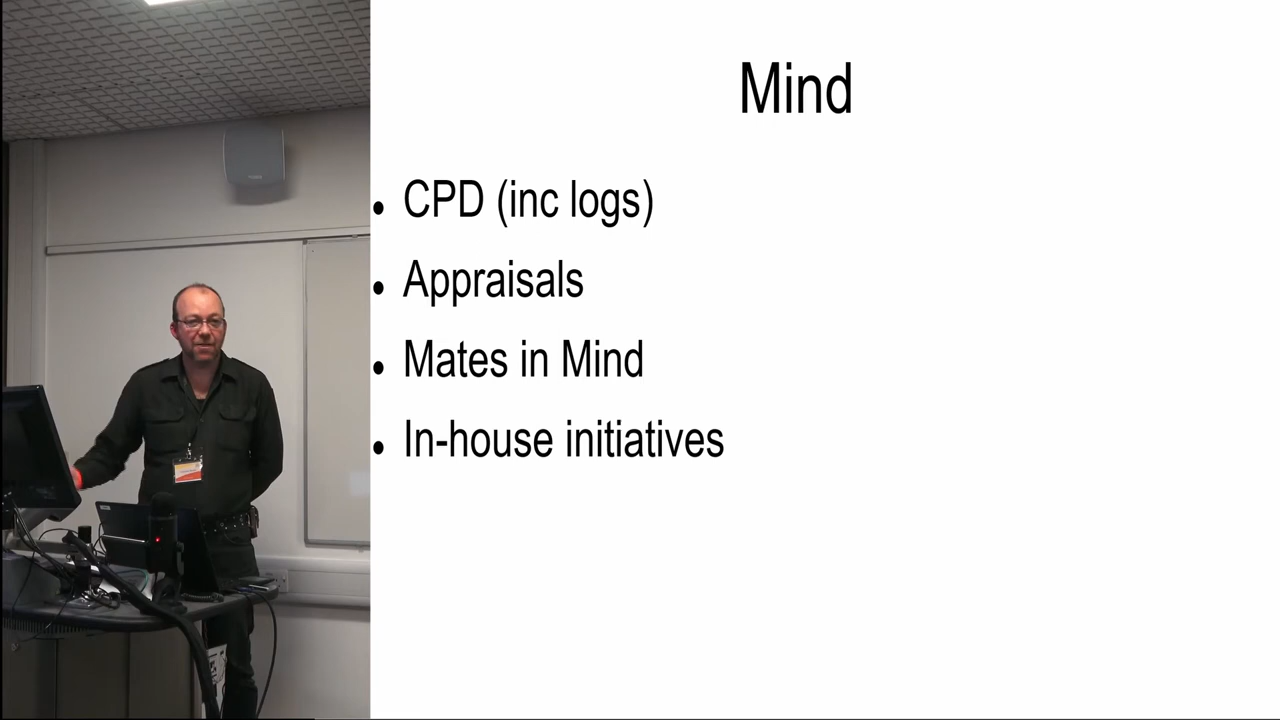 Mind
CPD (inc logs)
Appraisals
Mates in Mind
In-house initiatives